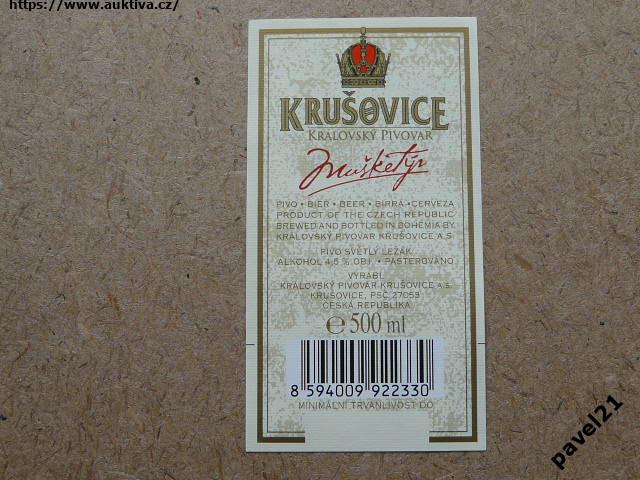 https://www.auktiva.cz/
KRUŠOVICE
KRÁLOVSKÝ PIVOVAR
Mušketýr
PIVO • BIER • BEER • BIRRA • CERVEZA
PRODUCT OF THE CZECH REPUBLIC
BREWED AND BOTTLED IN BOHEMIA BY
KRÁLOVSKÝ PIVOVAR KRUŠOVICE A.S.
PIVO SVĚTLÝ LEŽÁK
ALKOHOL 4,5 % OBJ. • PASTEROVÁNO
VYRÁBÍ
KRÁLOVSKÝ PIVOVAR KRUŠOVICE A.S.
KRUŠOVICE, PSČ 27053
ČESKÁ REPUBLIKA
℮ 500 ml
8 594009 922330
MINIMÁLNÍ TRVANLIVOST DO
pavel21